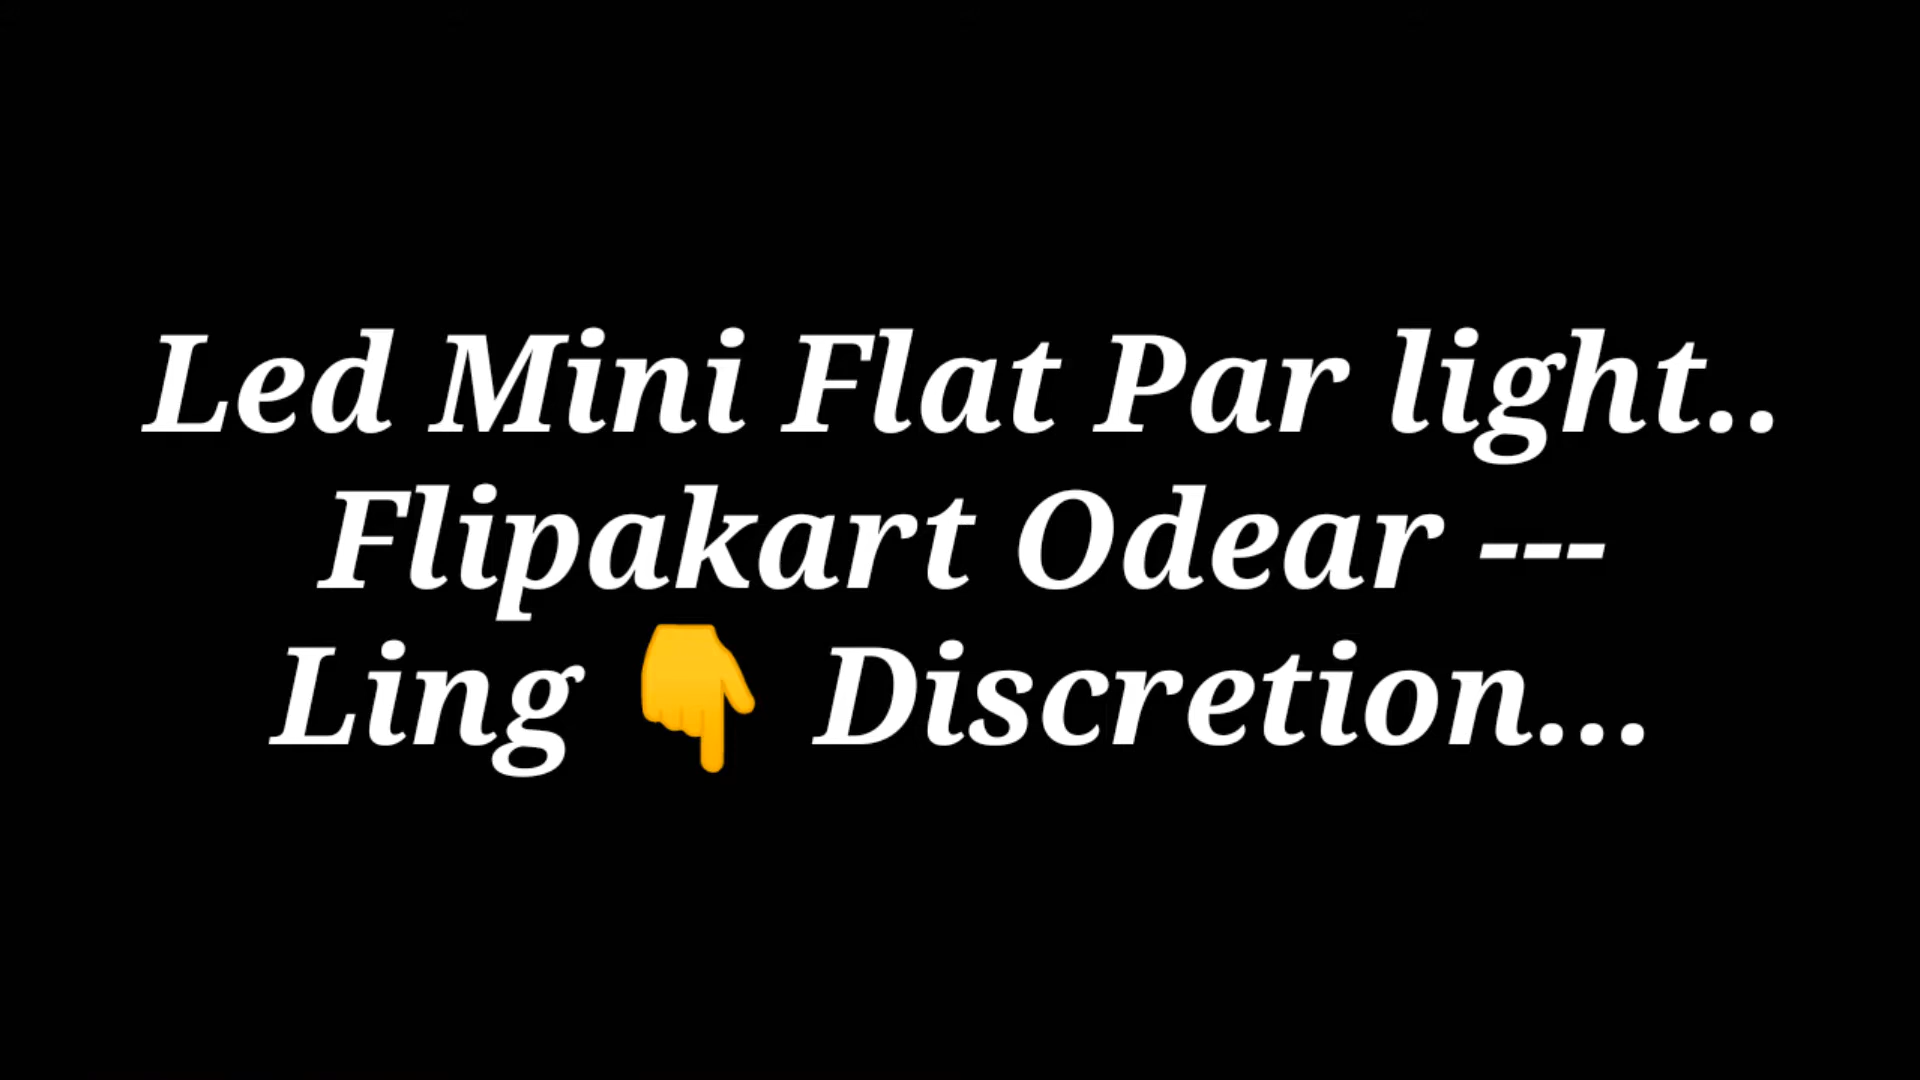 Led Mini Flat Par light..
Flipakart Odear ---
Ling 👇 Discretion...